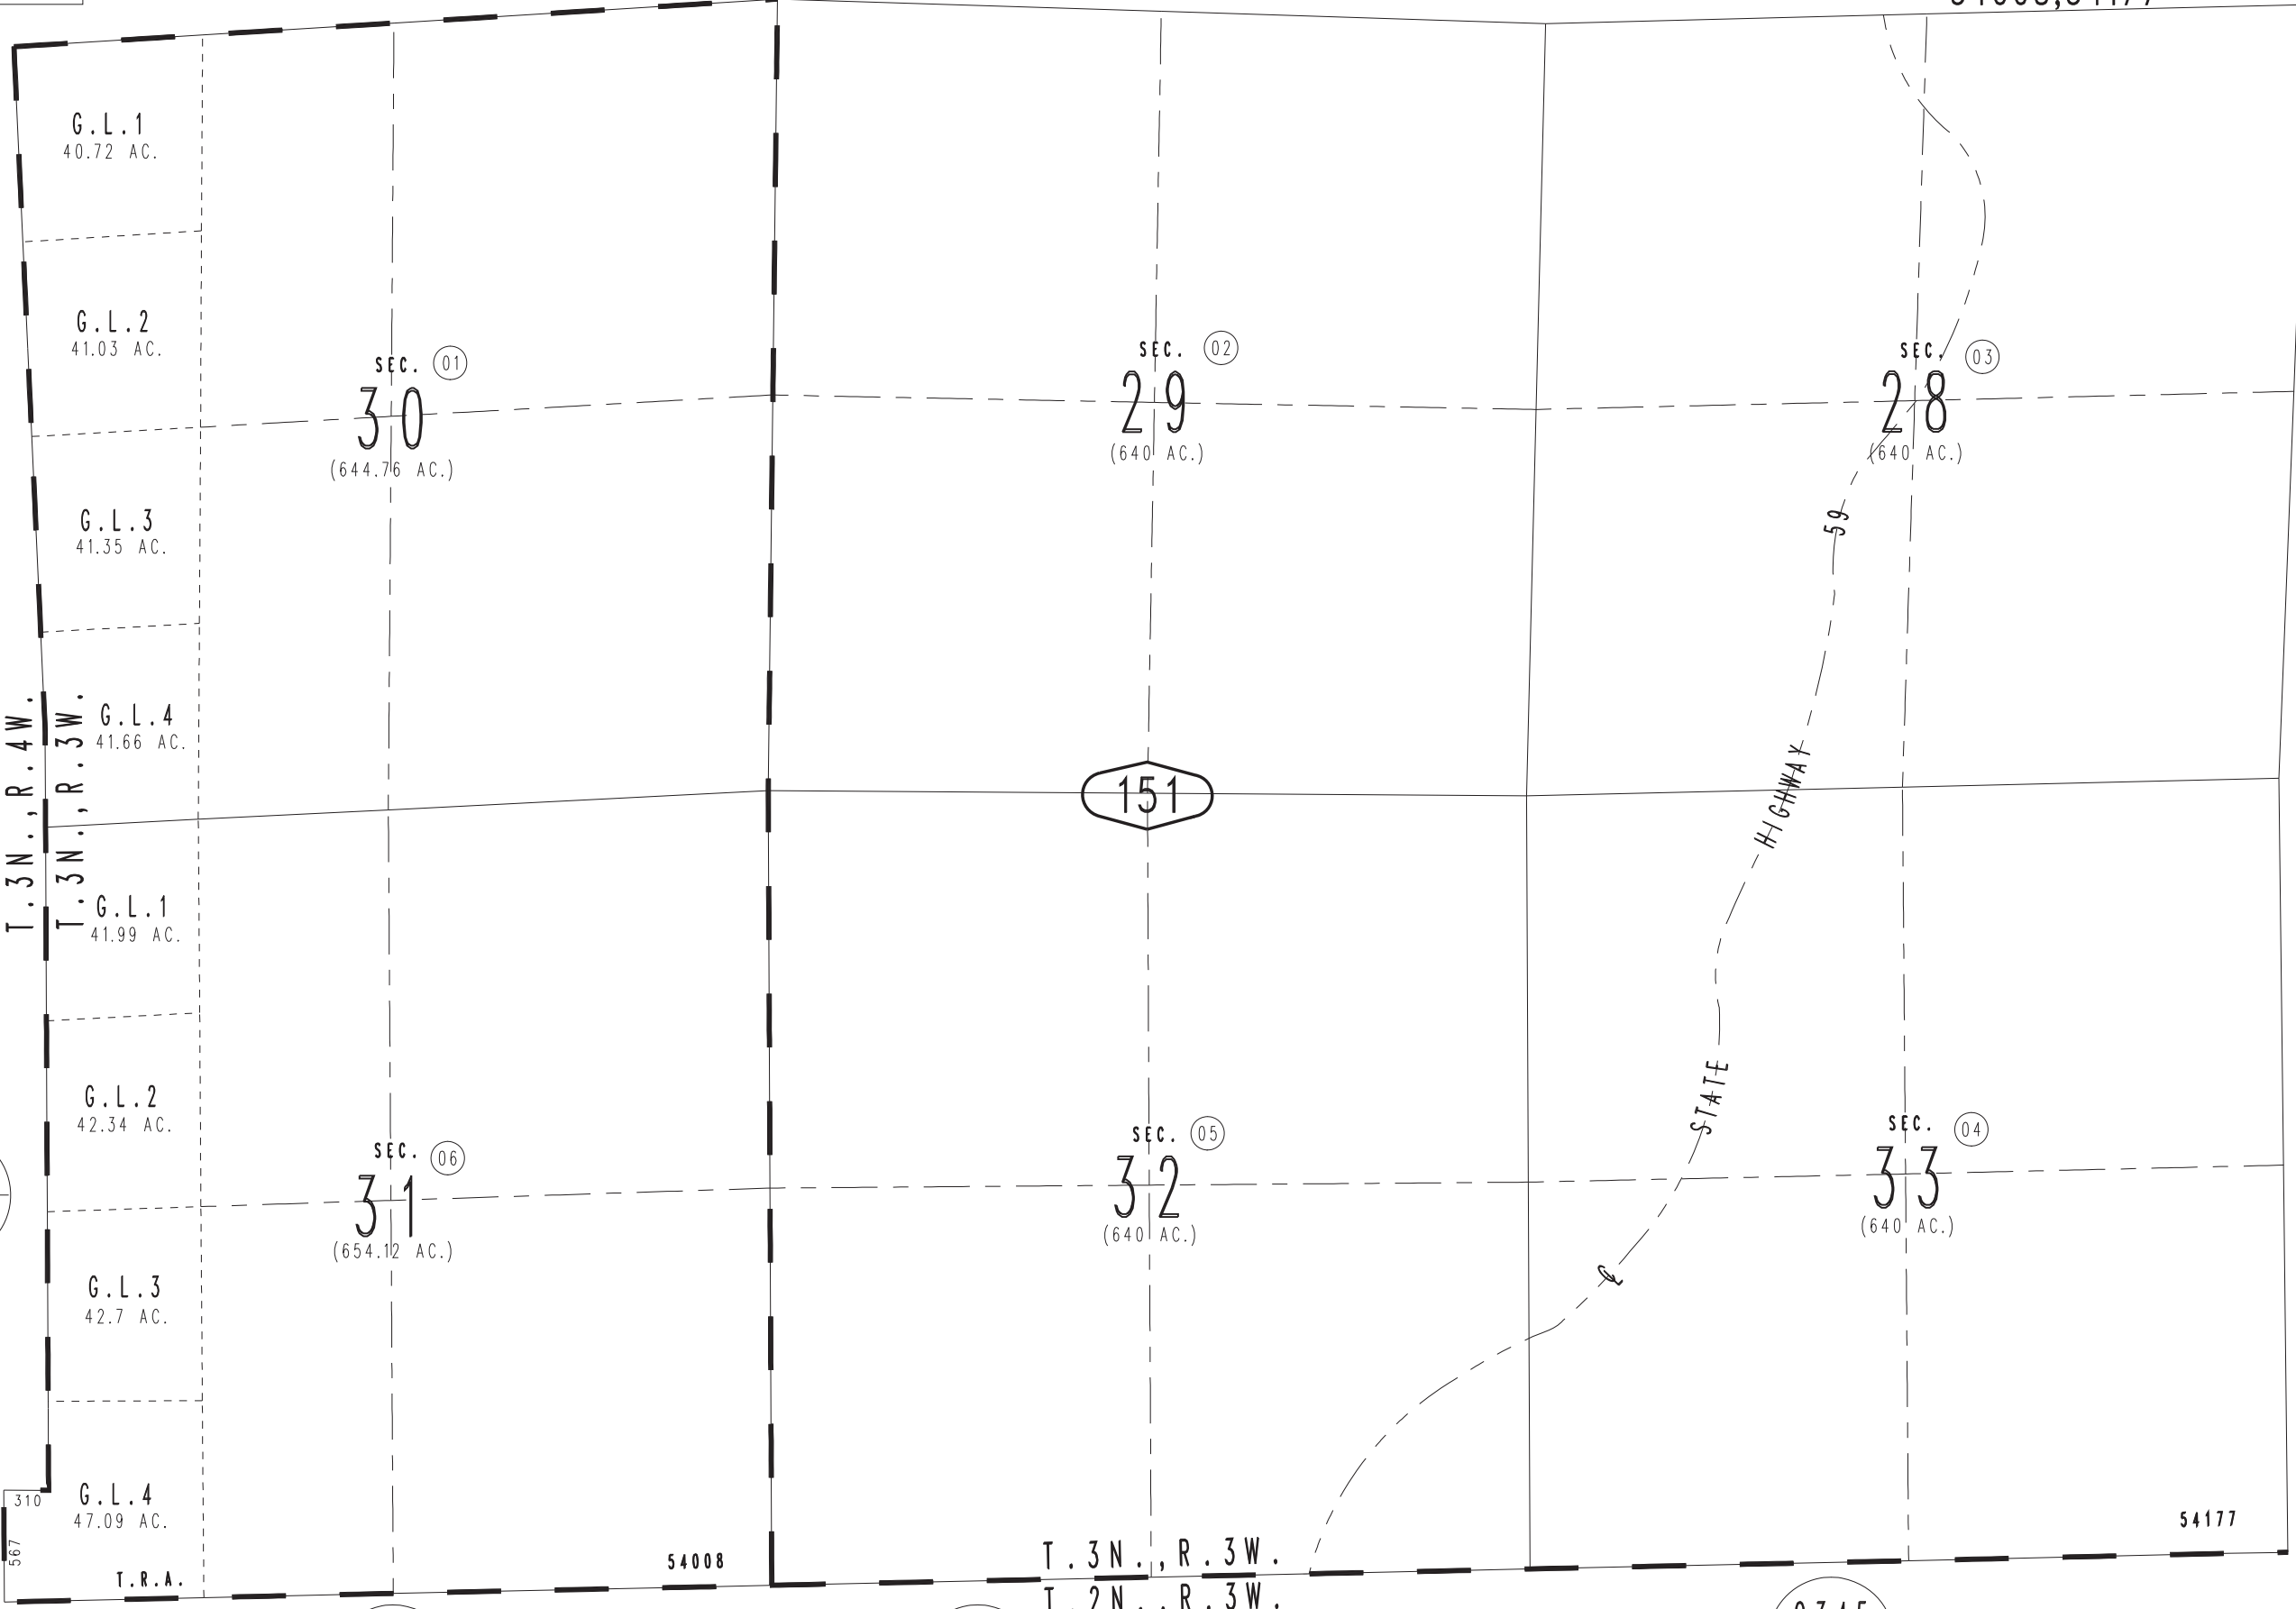 G.L.1
40.72 AC.
G.L.2
41.03 AC.
SEC. 01
30
(644.76 AC.)
SEC. 02
29
(640 AC.)
SEC. 03
28
(640 AC.)
G.L.3
41.35 AC.
G.L.4
41.66 AC.
T.3N.,R.4W.
T.3N.,R.3W.
151
G.L.1
41.99 AC.
G.L.2
42.34 AC.
SEC. 06
31
(654.12 AC.)
SEC. 05
32
(640 AC.)
SEC. 04
33
(640 AC.)
℄ STATE HIGHWAY 59
G.L.3
42.7 AC.
G.L.4
47.09 AC.
310
567
T.R.A.
54008
54177
T.3N.,R.3W.
T.2N.,R.3W.